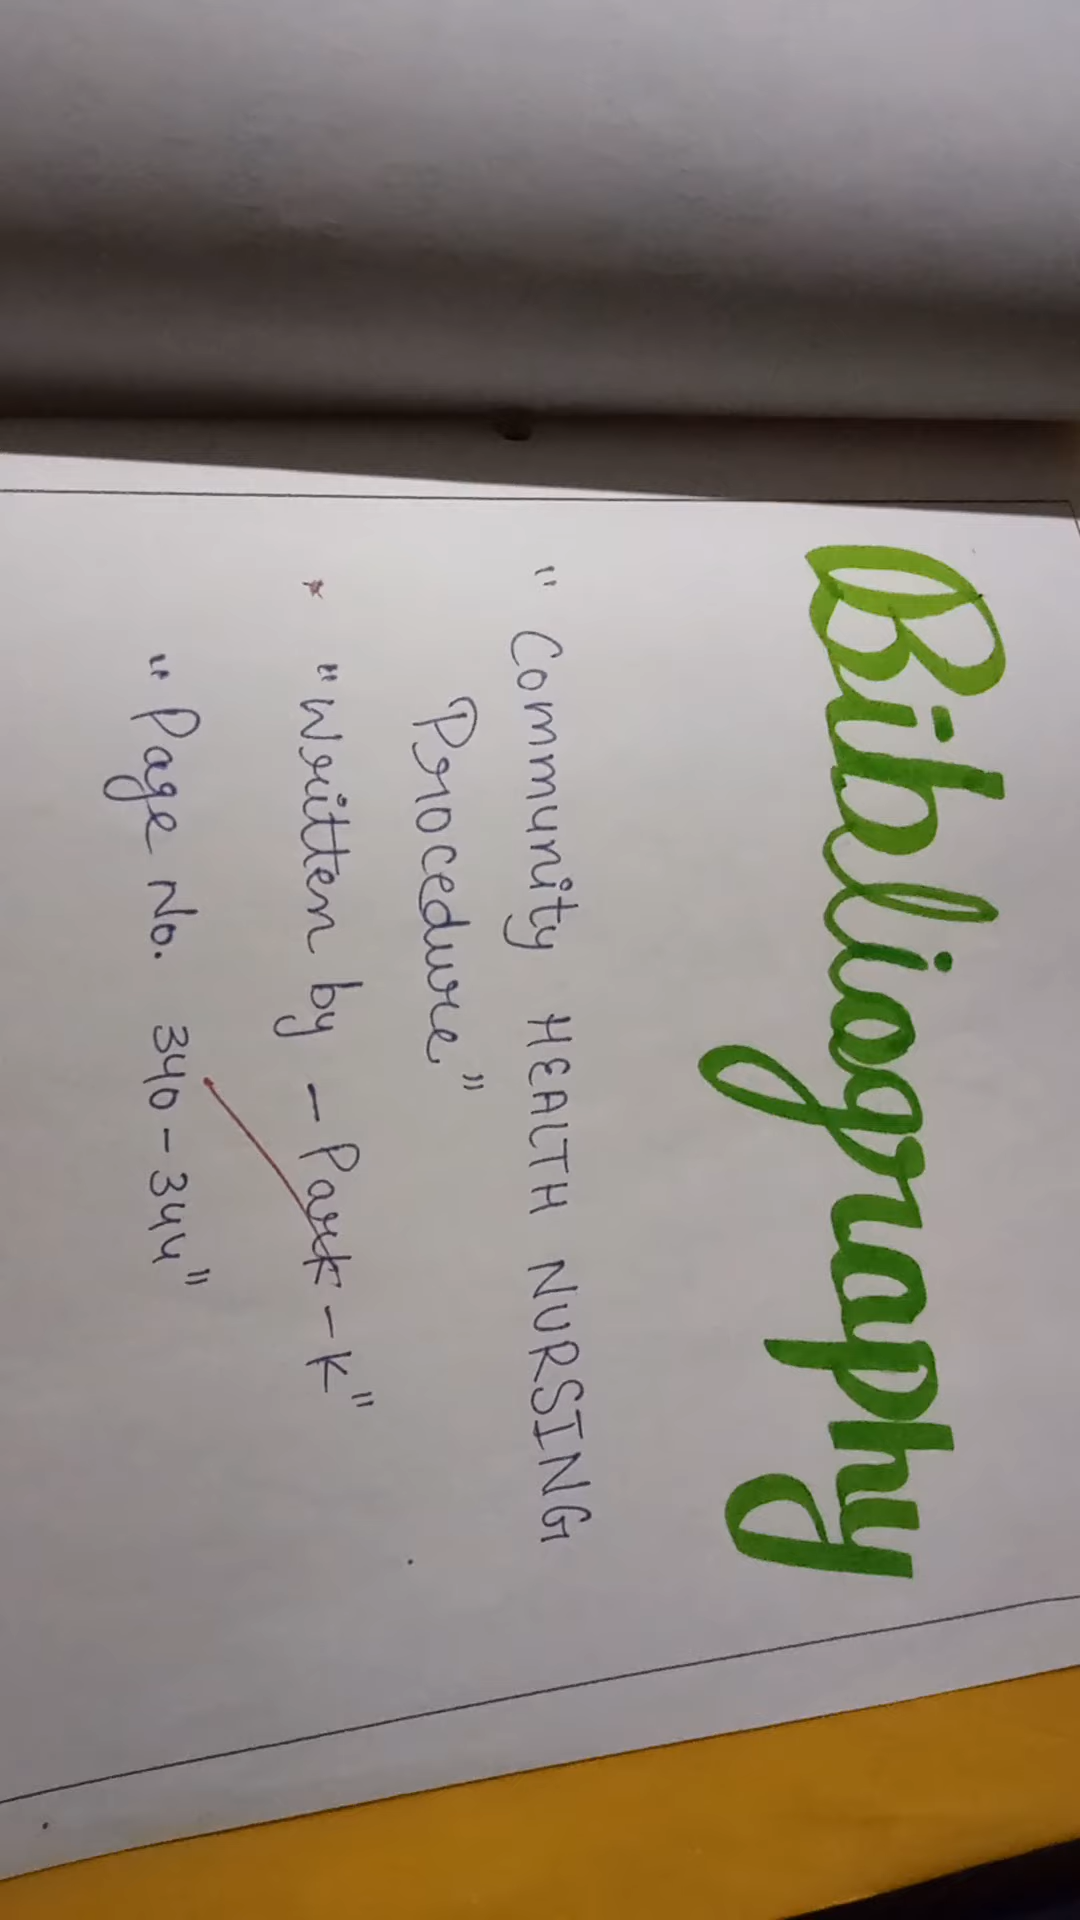 Bibliography
" Community HEALTH NURSING
Procedure"
* "Written by - Park - K"
"Page No. 340 - 344"